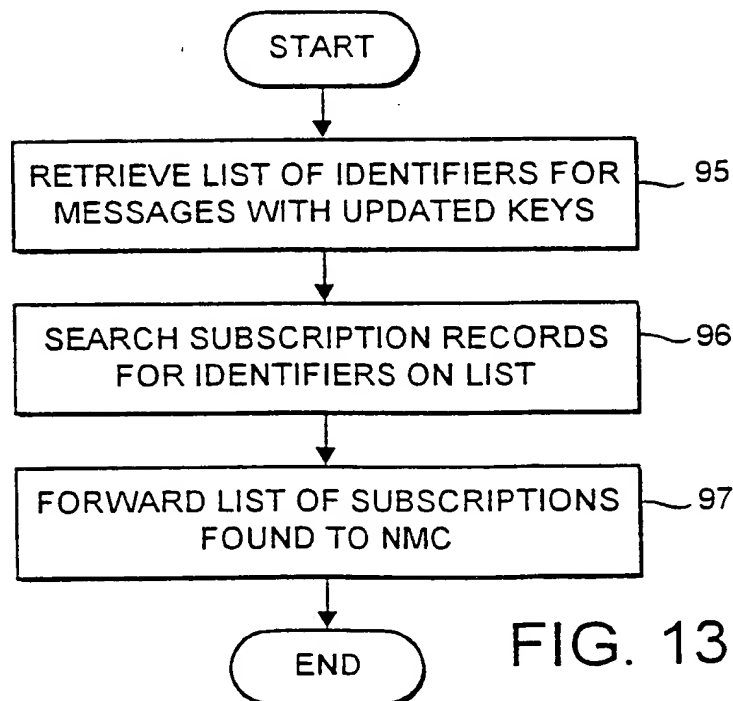 START
RETRIEVE LIST OF IDENTIFIERS FOR
MESSAGES WITH UPDATED KEYS
95
SEARCH SUBSCRIPTION RECORDS
FOR IDENTIFIERS ON LIST
96
FORWARD LIST OF SUBSCRIPTIONS
FOUND TO NMC
97
END
FIG. 13